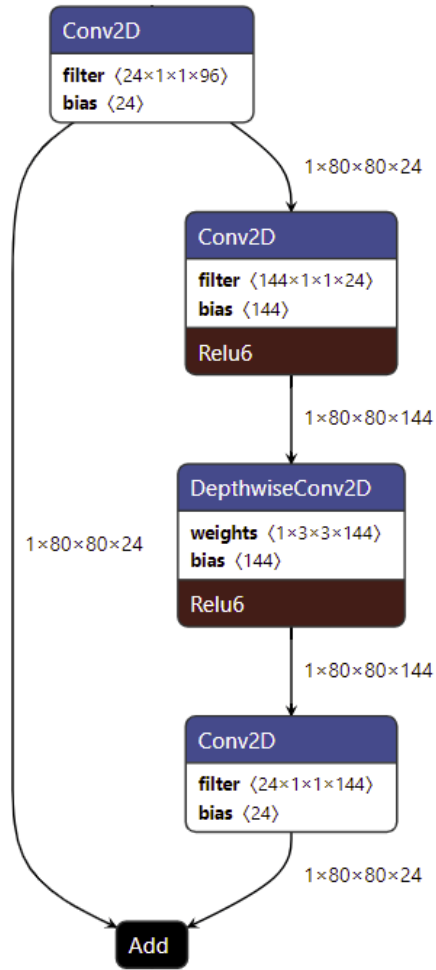 Conv2D
filter ⟨24×1×1×96⟩
bias ⟨24⟩
1×80×80×24
Conv2D
filter ⟨144×1×1×24⟩
bias ⟨144⟩
Relu6
1×80×80×144
DepthwiseConv2D
weights ⟨1×3×3×144⟩
bias ⟨144⟩
1×80×80×24
Relu6
1×80×80×144
Conv2D
filter ⟨24×1×1×144⟩
bias ⟨24⟩
1×80×80×24
Add